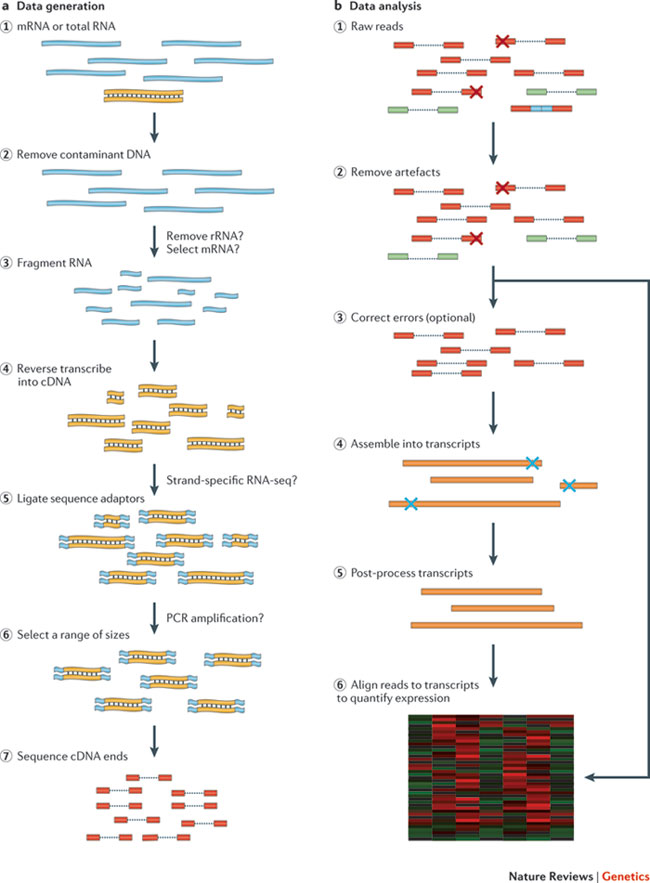 a Data generation
1 mRNA or total RNA
2 Remove contaminant DNA
Remove rRNA?
Select mRNA?
3 Fragment RNA
4 Reverse transcribe
into cDNA
Strand-specific RNA-seq?
5 Ligate sequence adaptors
PCR amplification?
6 Select a range of sizes
7 Sequence cDNA ends
b Data analysis
1 Raw reads
2 Remove artefacts
3 Correct errors (optional)
4 Assemble into transcripts
5 Post-process transcripts
6 Align reads to transcripts
to quantify expression
Nature Reviews | Genetics